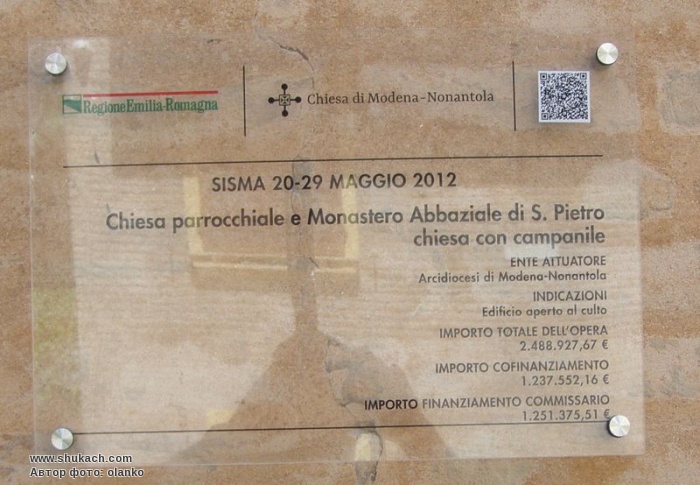 RegioneEmilia-Romagna
Chiesa di Modena-Nonantola
SISMA 20-29 MAGGIO 2012
Chiesa parrocchiale e Monastero Abbaziale di S. Pietro
chiesa con campanile
ENTE ATTUATORE
Arcidiocesi di Modena-Nonantola
INDICAZIONI
Edificio aperto al culto
IMPORTO TOTALE DELL'OPERA
2.488.927,67 €
IMPORTO COFINANZIAMENTO
1.237.552,16 €
IMPORTO FINANZIAMENTO COMMISSARIO
1.251.375,51 €
www.shukach.com
Автор фото: olanko